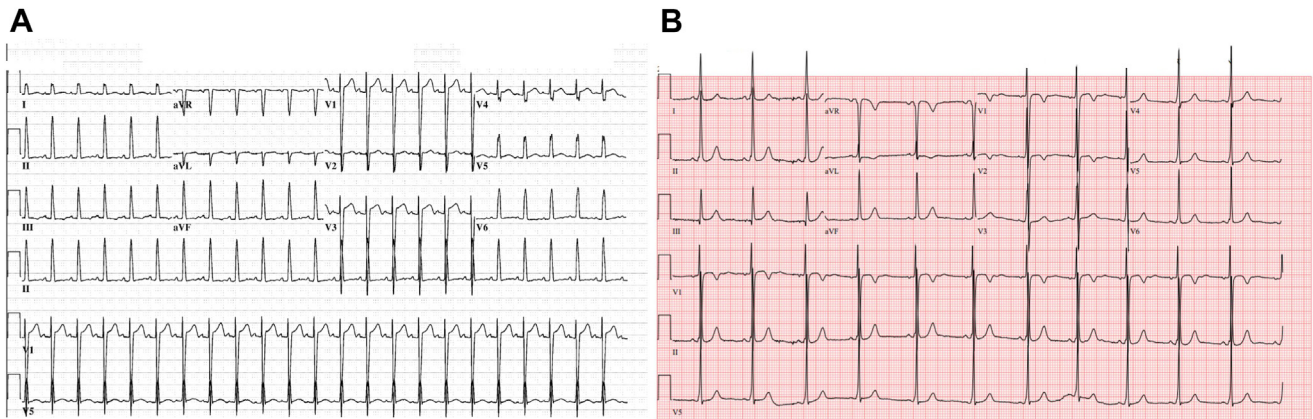 A
I aVR V1 V4
II aVL V2 V5
III aVF V3 V6
II
V1
V5
B
I aVR V1 V4
II aVL V2 V5
III aVF V3 V6
V1
II
V5